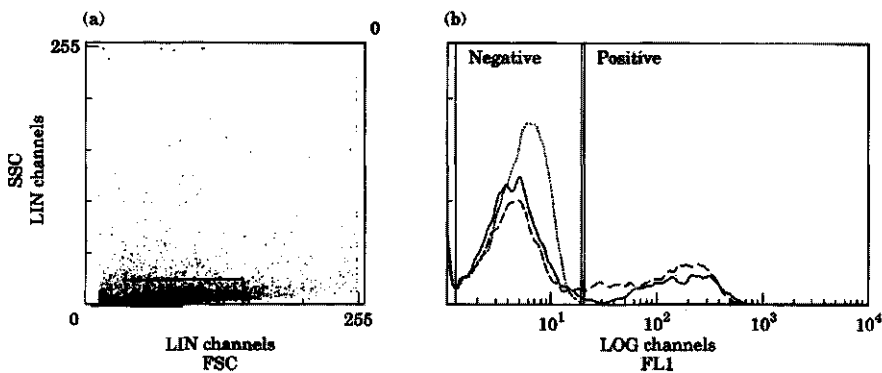 (a)
0
255
SSC
LIN channels
0
255
LIN channels
FSC
(b)
Negative
Positive
10¹
10²
10³
10⁴
LOG channels
FL1